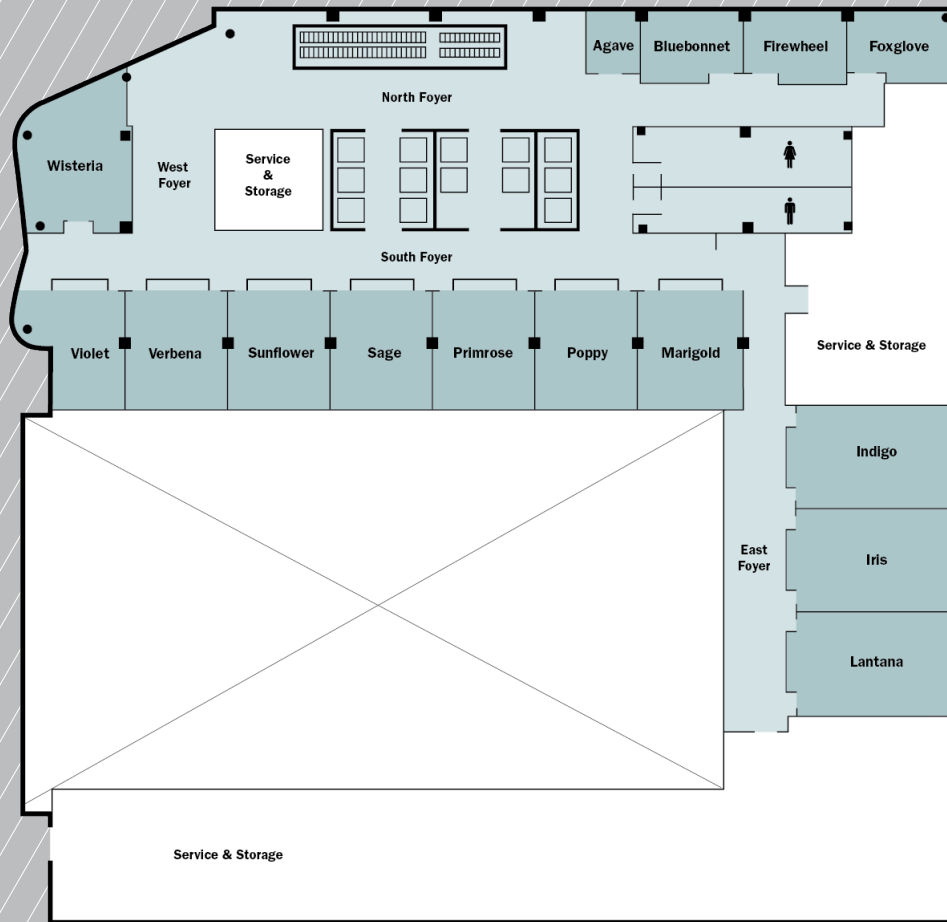 Agave
Bluebonnet
Firewheel
Foxglove
North Foyer
Wisteria
West
Foyer
Service
&
Storage
South Foyer
Violet
Verbena
Sunflower
Sage
Primrose
Poppy
Marigold
Service & Storage
Indigo
East
Foyer
Iris
Lantana
Service & Storage